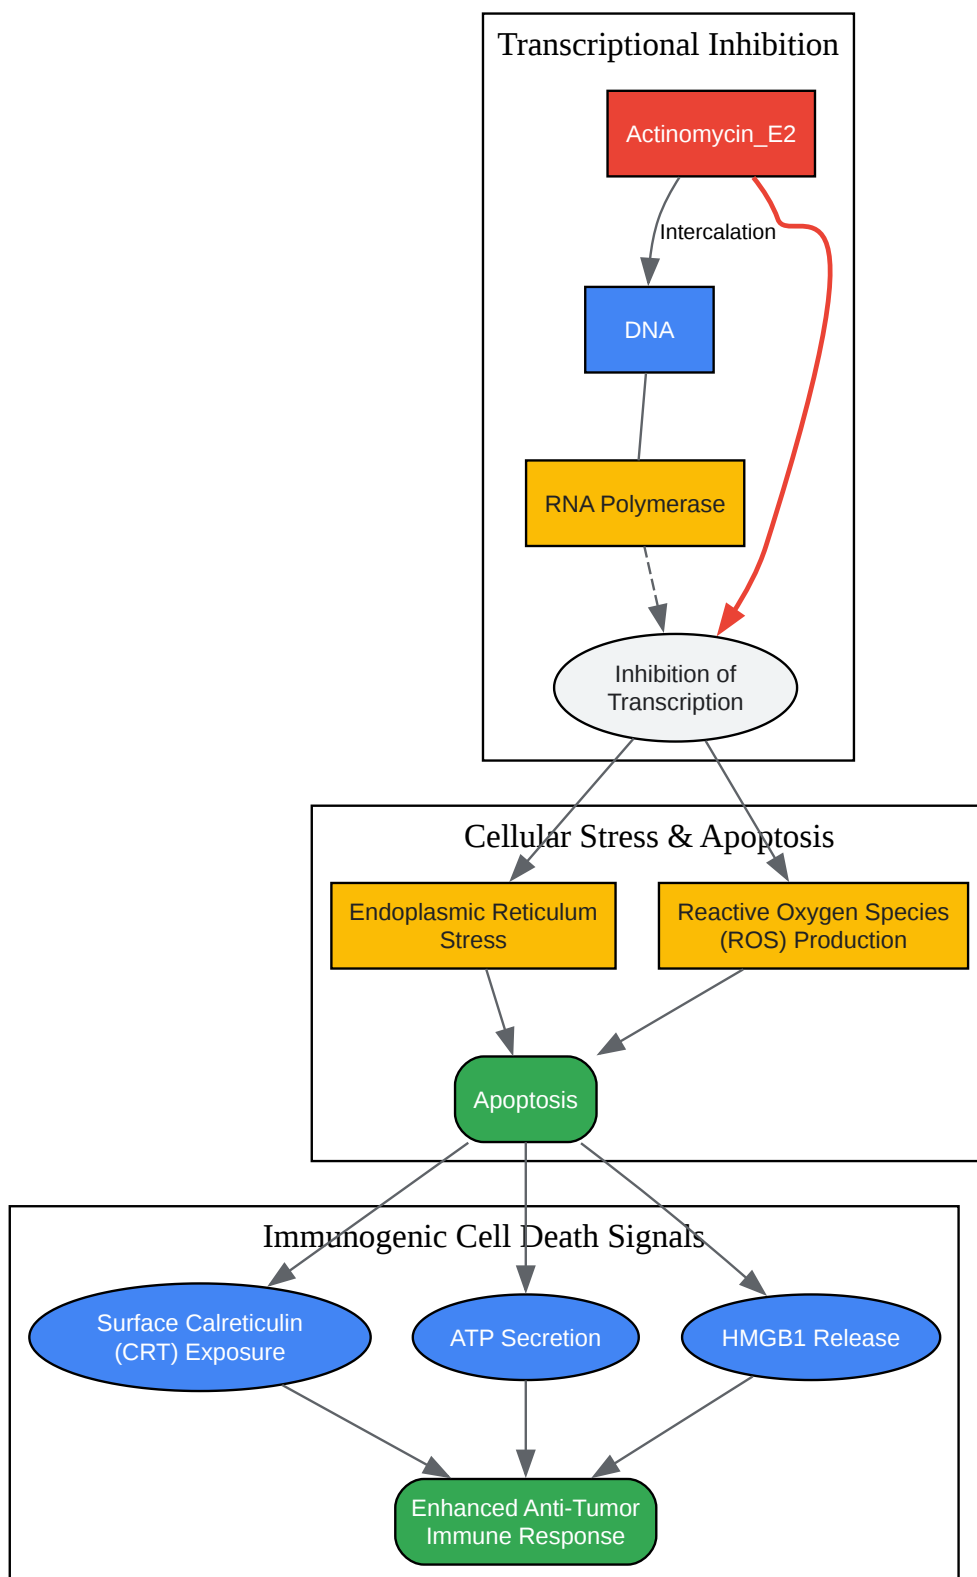 Transcriptional Inhibition
Actinomycin_E2
Intercalation
DNA
RNA Polymerase
Inhibition of
Transcription
Cellular Stress & Apoptosis
Endoplasmic Reticulum
Stress
Reactive Oxygen Species
(ROS) Production
Apoptosis
Immunogenic Cell Death Signals
Surface Calreticulin
(CRT) Exposure
ATP Secretion
HMGB1 Release
Enhanced Anti-Tumor
Immune Response